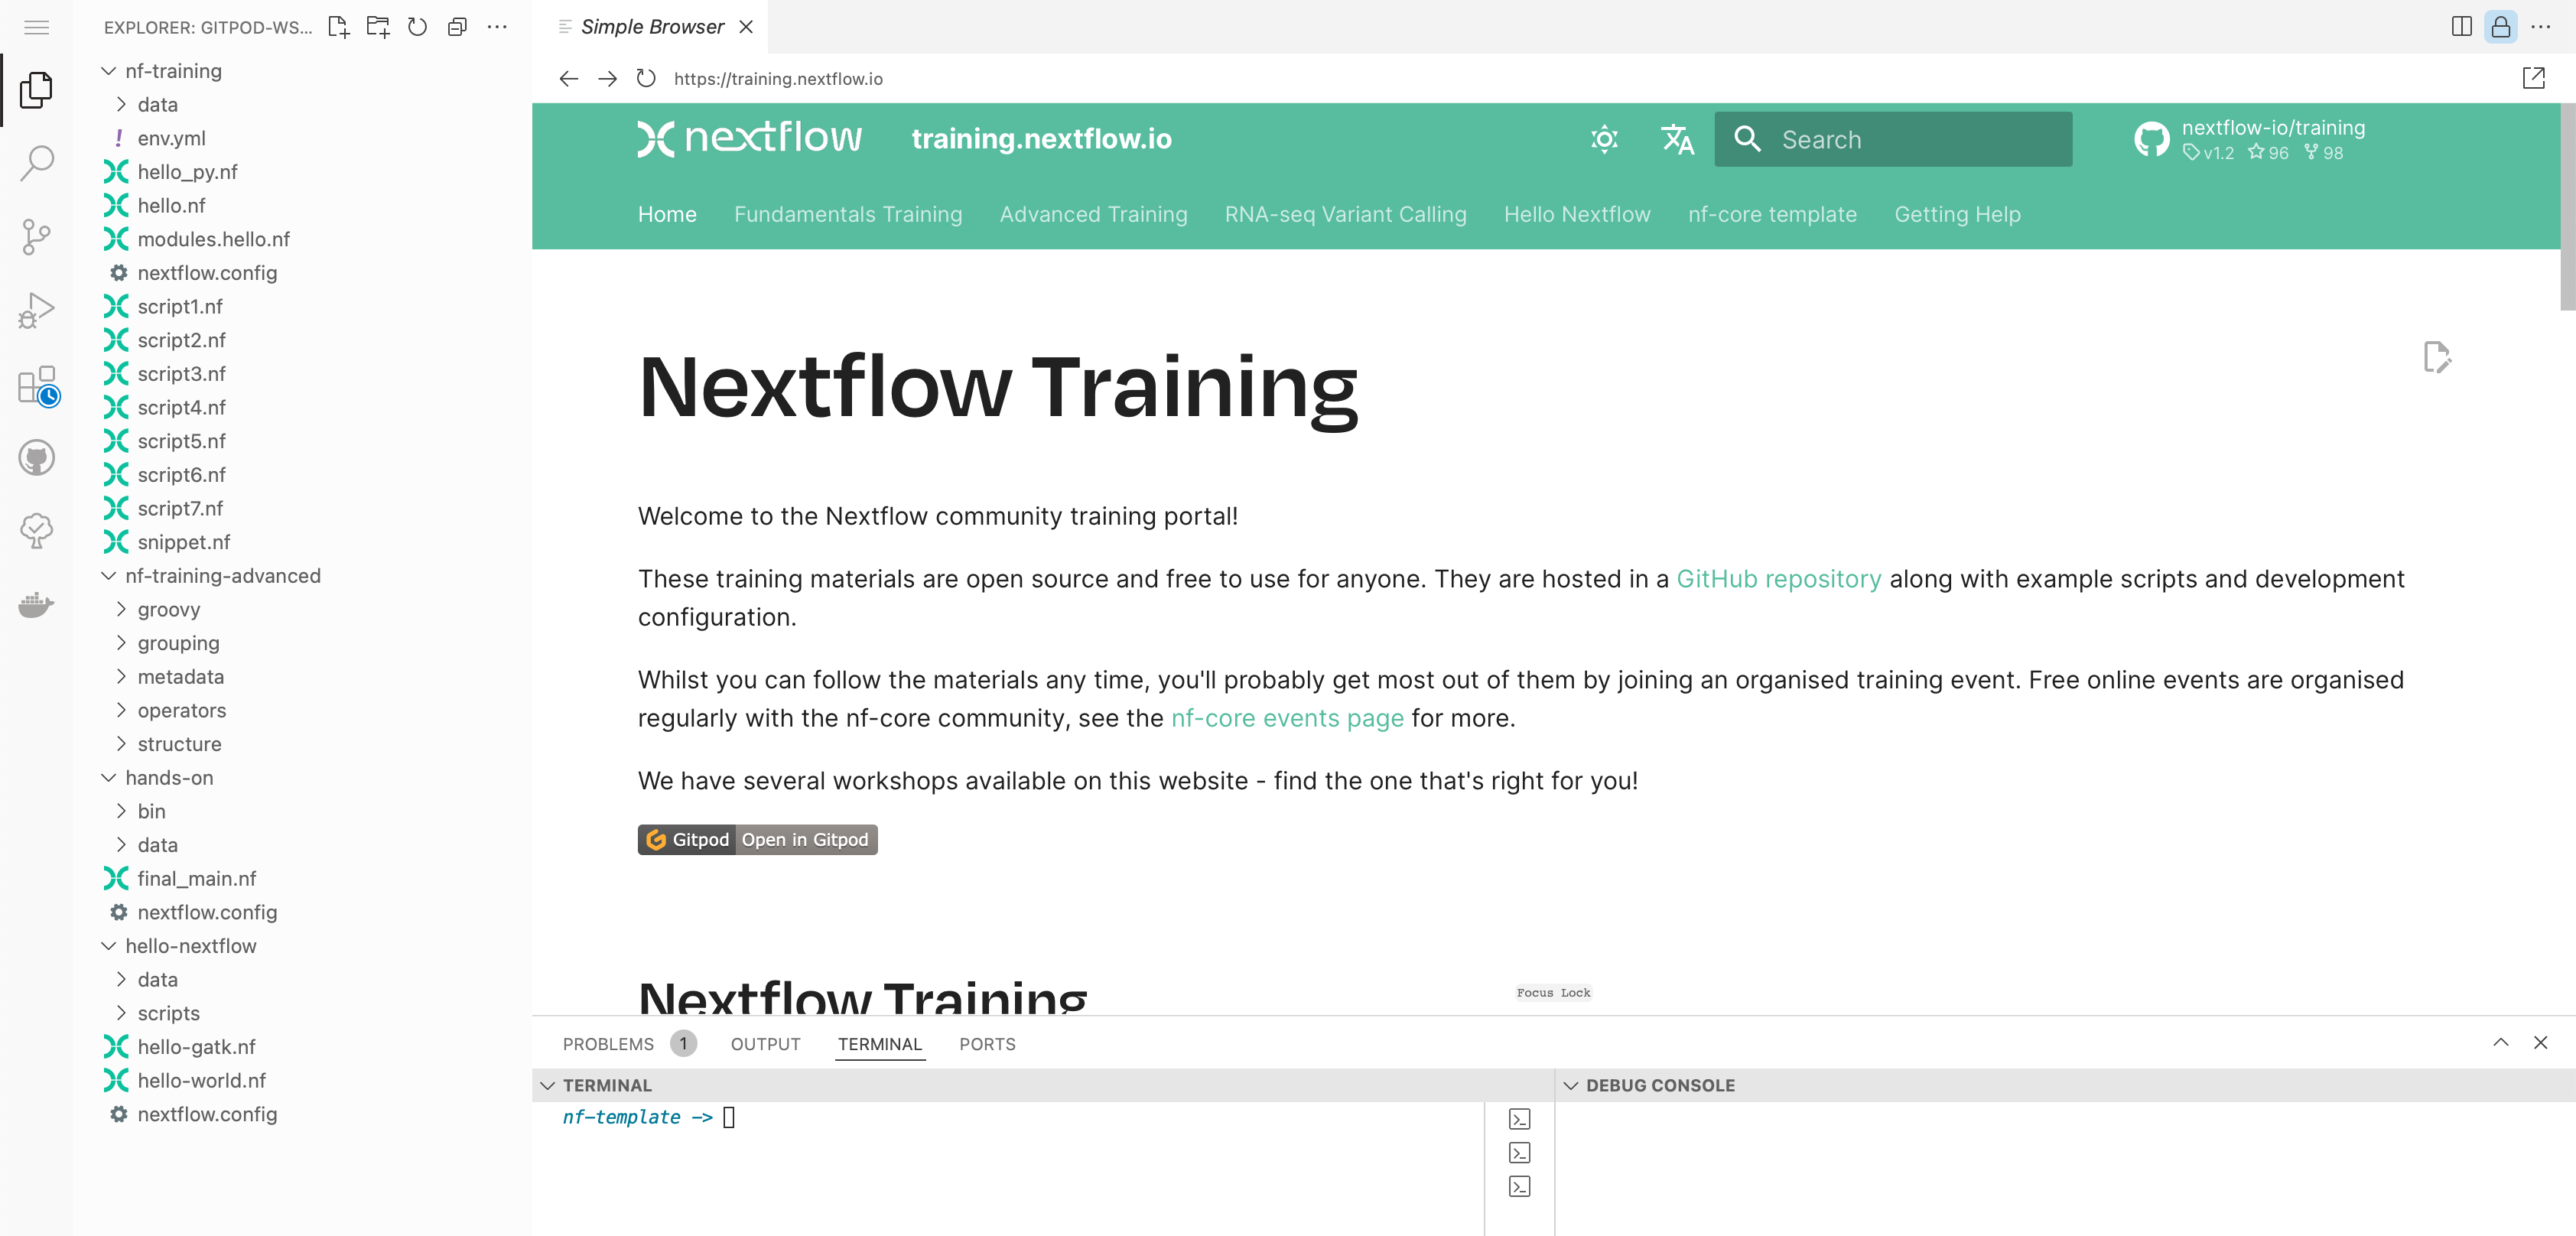 EXPLORER: GITPOD-WS...
nf-training
data
env.yml
hello_py.nf
hello.nf
modules.hello.nf
nextflow.config
script1.nf
script2.nf
script3.nf
script4.nf
script5.nf
script6.nf
script7.nf
snippet.nf
nf-training-advanced
groovy
grouping
metadata
operators
structure
hands-on
bin
data
final_main.nf
nextflow.config
hello-nextflow
data
scripts
hello-gatk.nf
hello-world.nf
nextflow.config
Simple Browser
https://training.nextflow.io
nextflow training.nextflow.io
Search
nextflow-io/training
v1.2 96 98
Home Fundamentals Training Advanced Training RNA-seq Variant Calling Hello Nextflow nf-core template Getting Help
Nextflow Training
Welcome to the Nextflow community training portal!
These training materials are open source and free to use for anyone. They are hosted in a GitHub repository along with example scripts and development
configuration.
Whilst you can follow the materials any time, you'll probably get most out of them by joining an organised training event. Free online events are organised
regularly with the nf-core community, see the nf-core events page for more.
We have several workshops available on this website - find the one that's right for you!
Gitpod Open in Gitpod
Nextflow Training
Focus Lock
PROBLEMS 1 OUTPUT TERMINAL PORTS
TERMINAL
nf-template ->
DEBUG CONSOLE